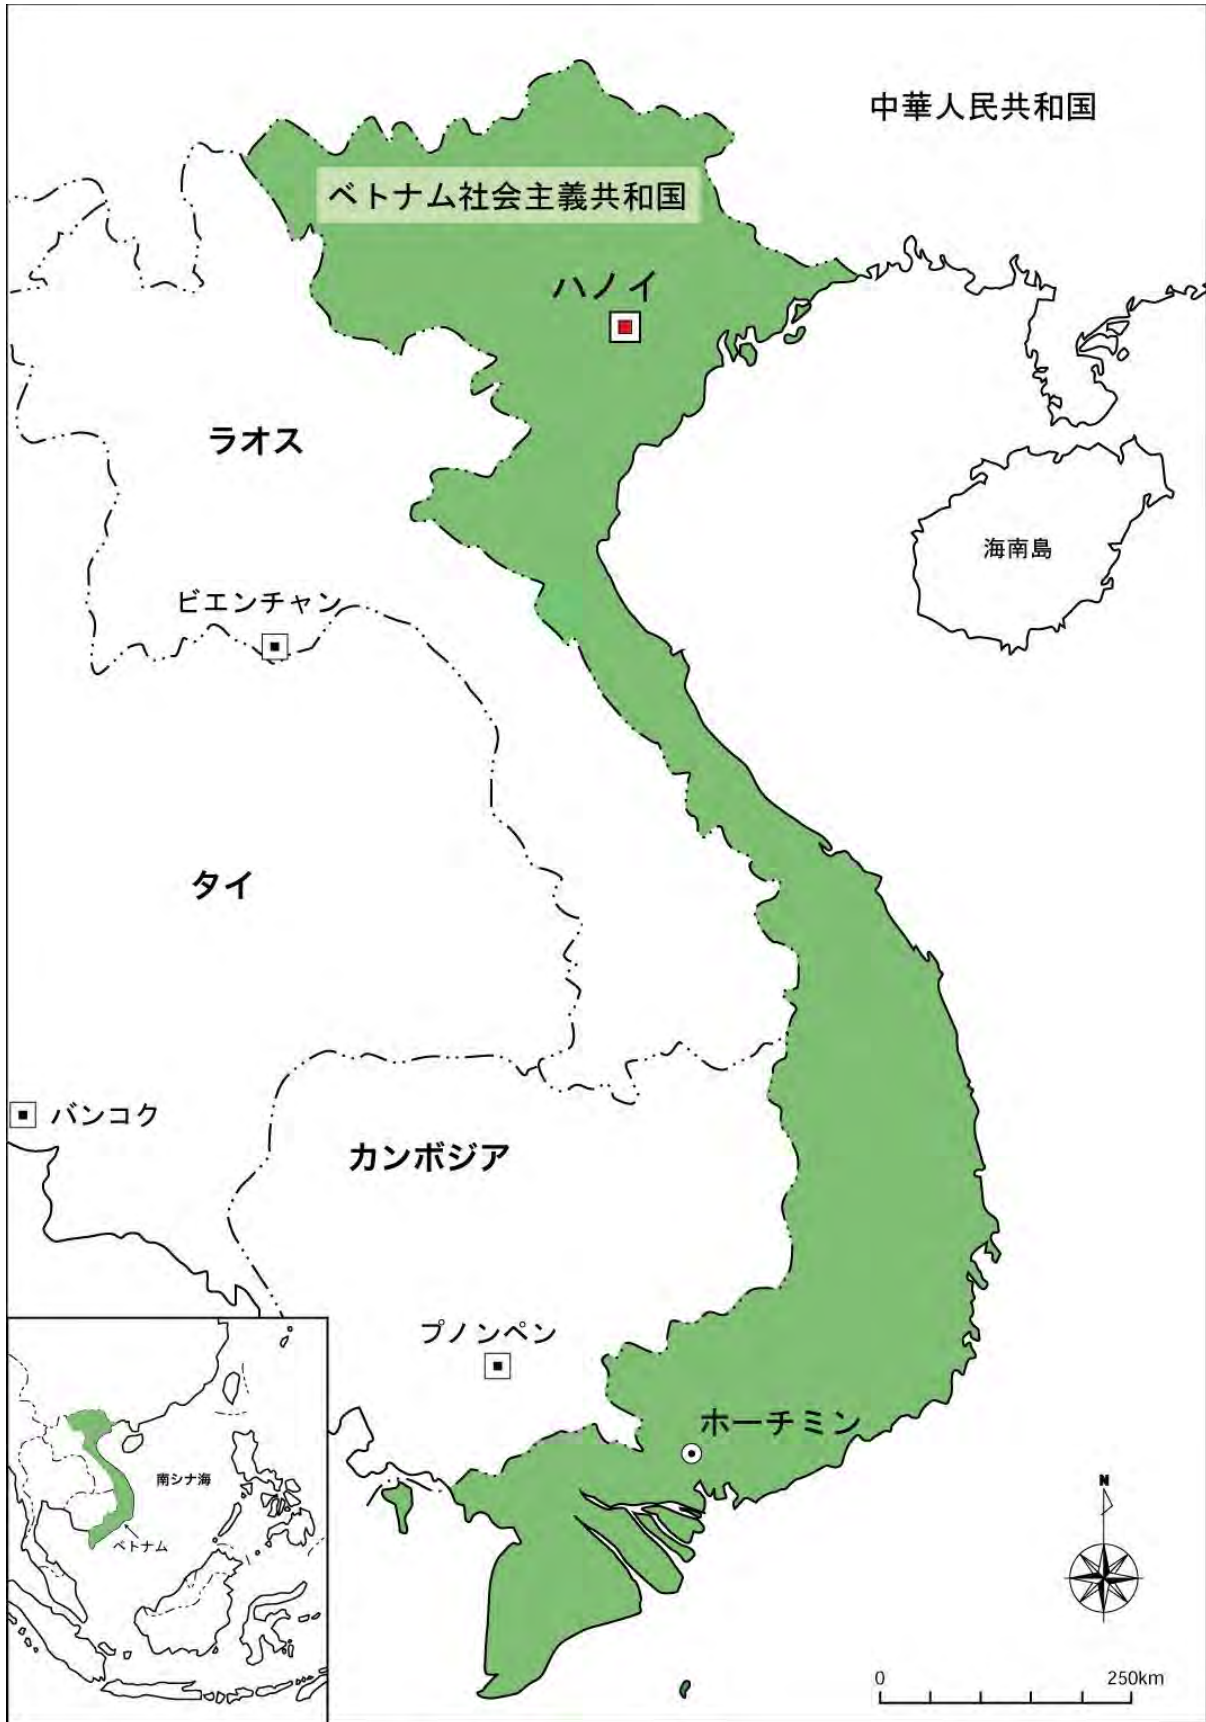 中華人民共和国
ベトナム社会主義共和国
ハノイ
ラオス
海南島
ビエンチャン
タイ
バンコク
カンボジア
プノンペン
ホーチミン
南シナ海
ベトナム
N
0 250km